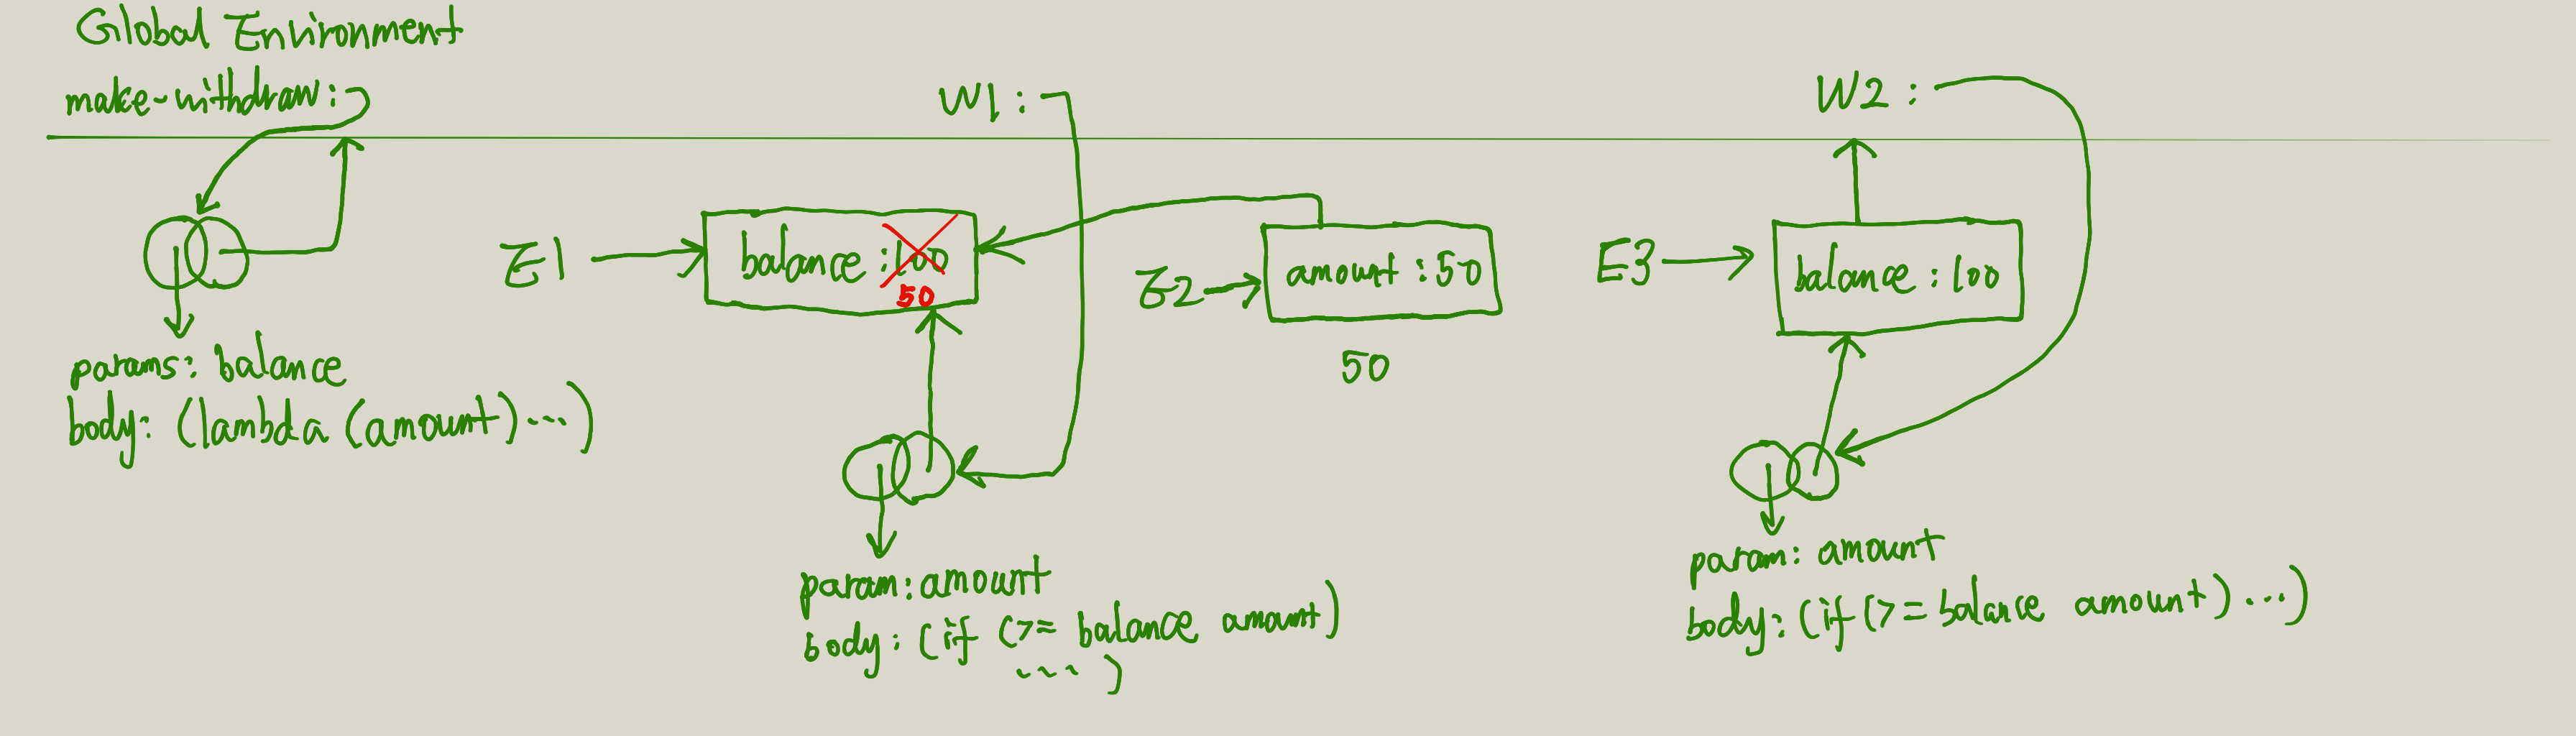 Global Environment
make-withdraw:
W1:
W2:
E1
balance:100
50
E2
amount:50
50
E3
balance:100
params: balance
body: (lambda (amount)...)
param:amount
body: (if (>= balance amount)
....)
param: amount
body: (if (>= balance amount)...)